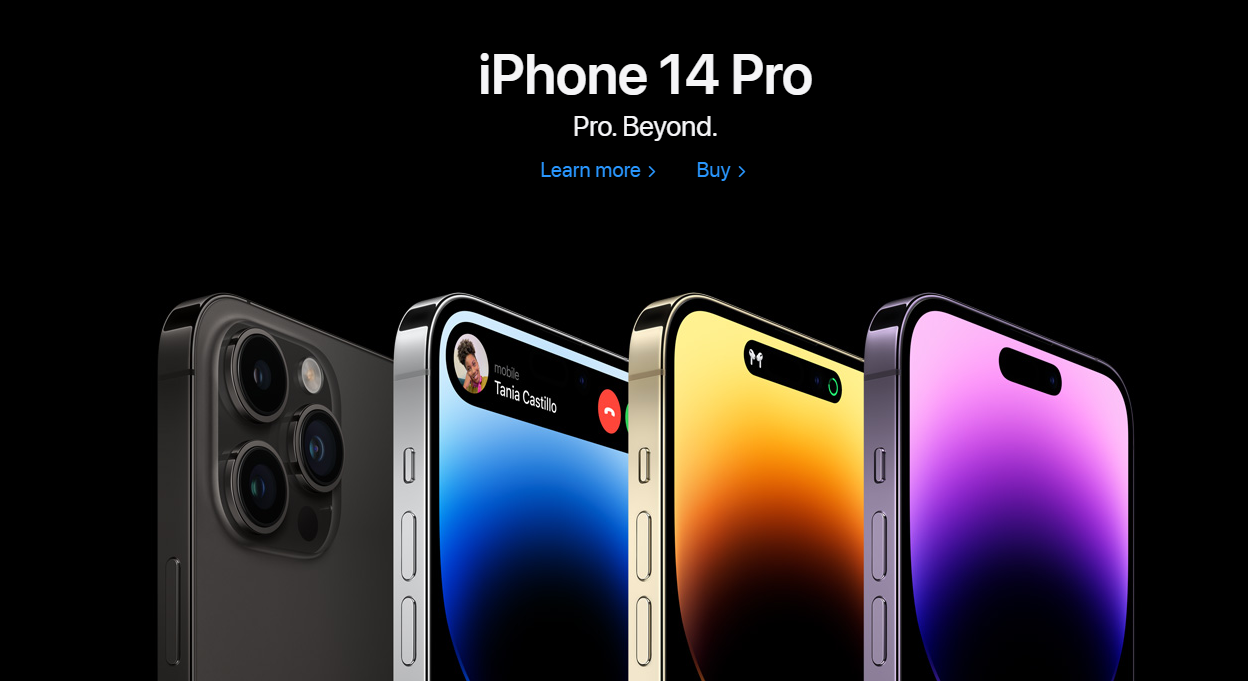 iPhone 14 Pro
Pro. Beyond.
Learn more > Buy >
mobile
Tania Castillo